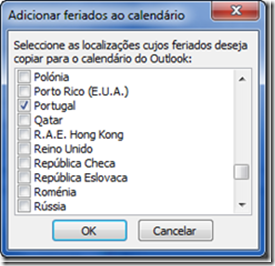 Adicionar feriados ao calendário
Seleccione as localizações cujos feriados deseja
copiar para o calendário do Outlook:
Polónia
Porto Rico (E.U.A.)
Portugal
Qatar
R.A.E. Hong Kong
Reino Unido
República Checa
República Eslovaca
Roménia
Rússia
OK
Cancelar